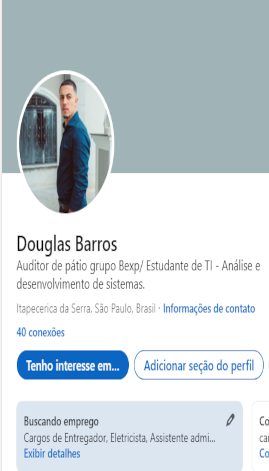 Douglas Barros
Auditor de pátio grupo Bexp/ Estudante de TI - Análise e
desenvolvimento de sistemas.
Itapecerica da Serra, São Paulo, Brasil · Informações de contato
40 conexões
Tenho interesse em... Adicionar seção do perfil
Buscando emprego
Cargos de Entregador, Eletricista, Assistente admi...
Exibir detalhes